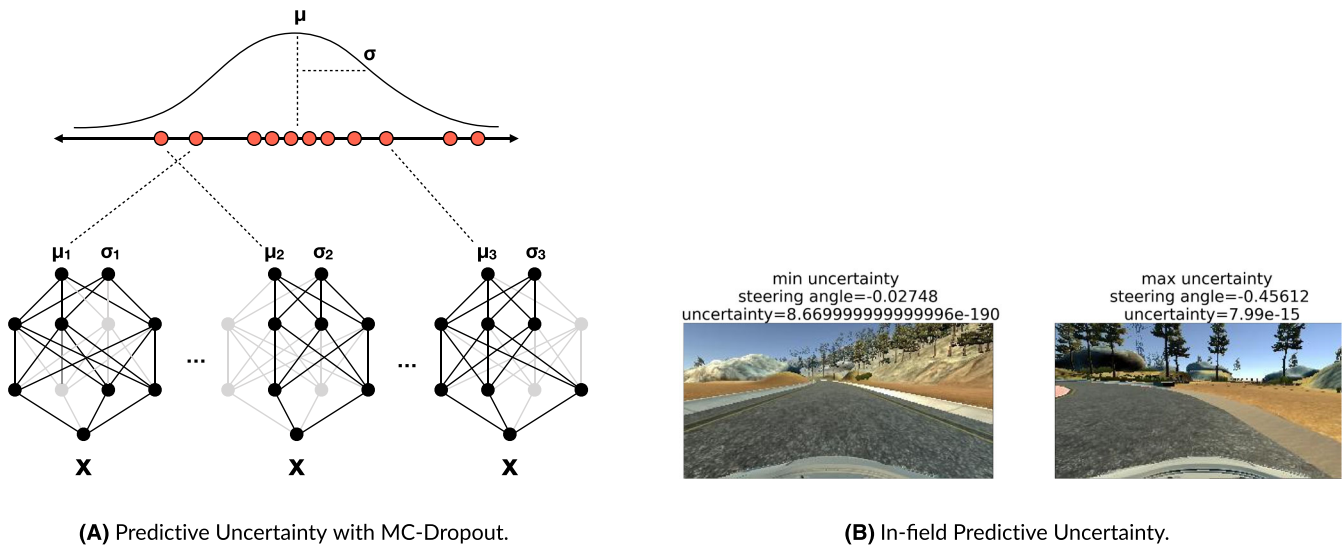 μ
σ
μ1 σ1 μ2 σ2 μ3 σ3
... ...
X X X
(A) Predictive Uncertainty with MC-Dropout.
min uncertainty
steering angle=-0.02748
uncertainty=8.669999999999996e-190
max uncertainty
steering angle=-0.45612
uncertainty=7.99e-15
(B) In-field Predictive Uncertainty.